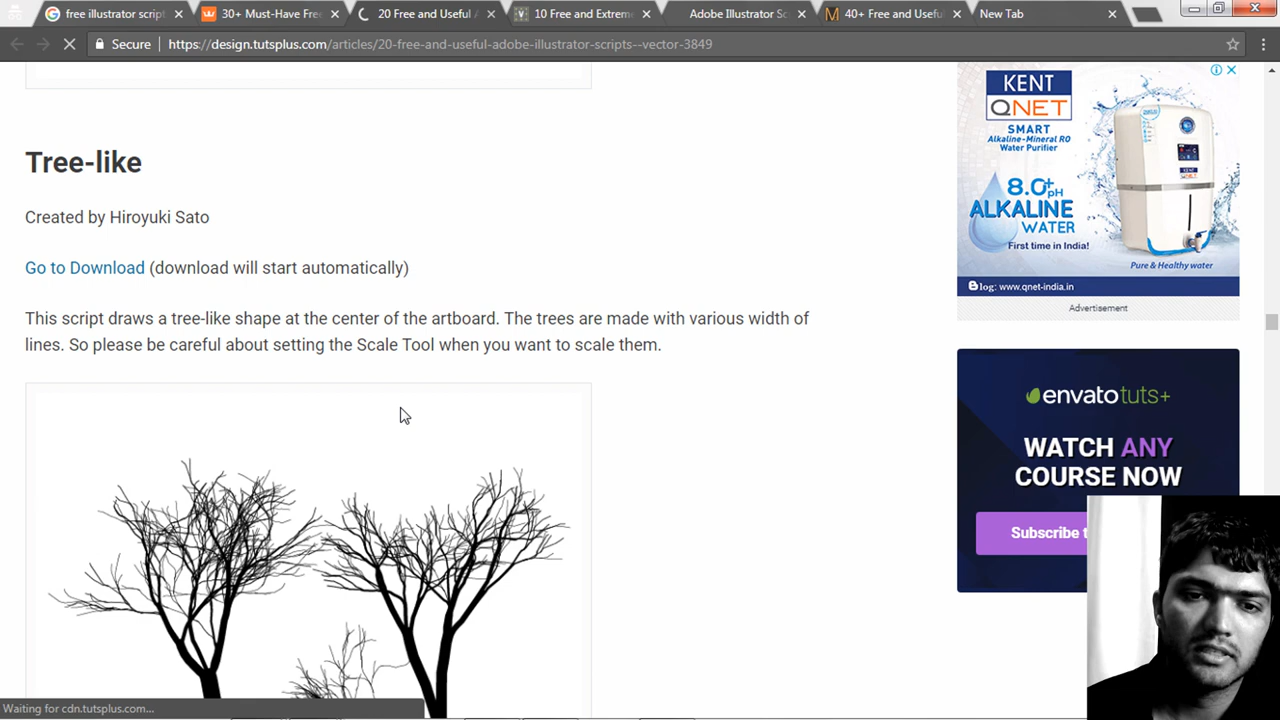 free illustrator scrip
30+ Must-Have Fre
20 Free and Useful A
10 Free and Extreme
Adobe Illustrator Sc
40+ Free and Useful
New Tab
Secure
https://design.tutsplus.com/articles/20-free-and-useful-adobe-illustrator-scripts--vector-3849
Tree-like
Created by Hiroyuki Sato
Go to Download (download will start automatically)
This script draws a tree-like shape at the center of the artboard. The trees are made with various width of
lines. So please be careful about setting the Scale Tool when you want to scale them.
KENT
QNET
SMART
Alkaline-Mineral RO
Water Purifier
8.0+ pH
ALKALINE
WATER
First time in India!
Pure & Healthy water
Blog: www.qnet-india.in
Advertisement
envatotuts+
WATCH ANY
COURSE NOW
Subscribe t
Waiting for cdn.tutsplus.com...